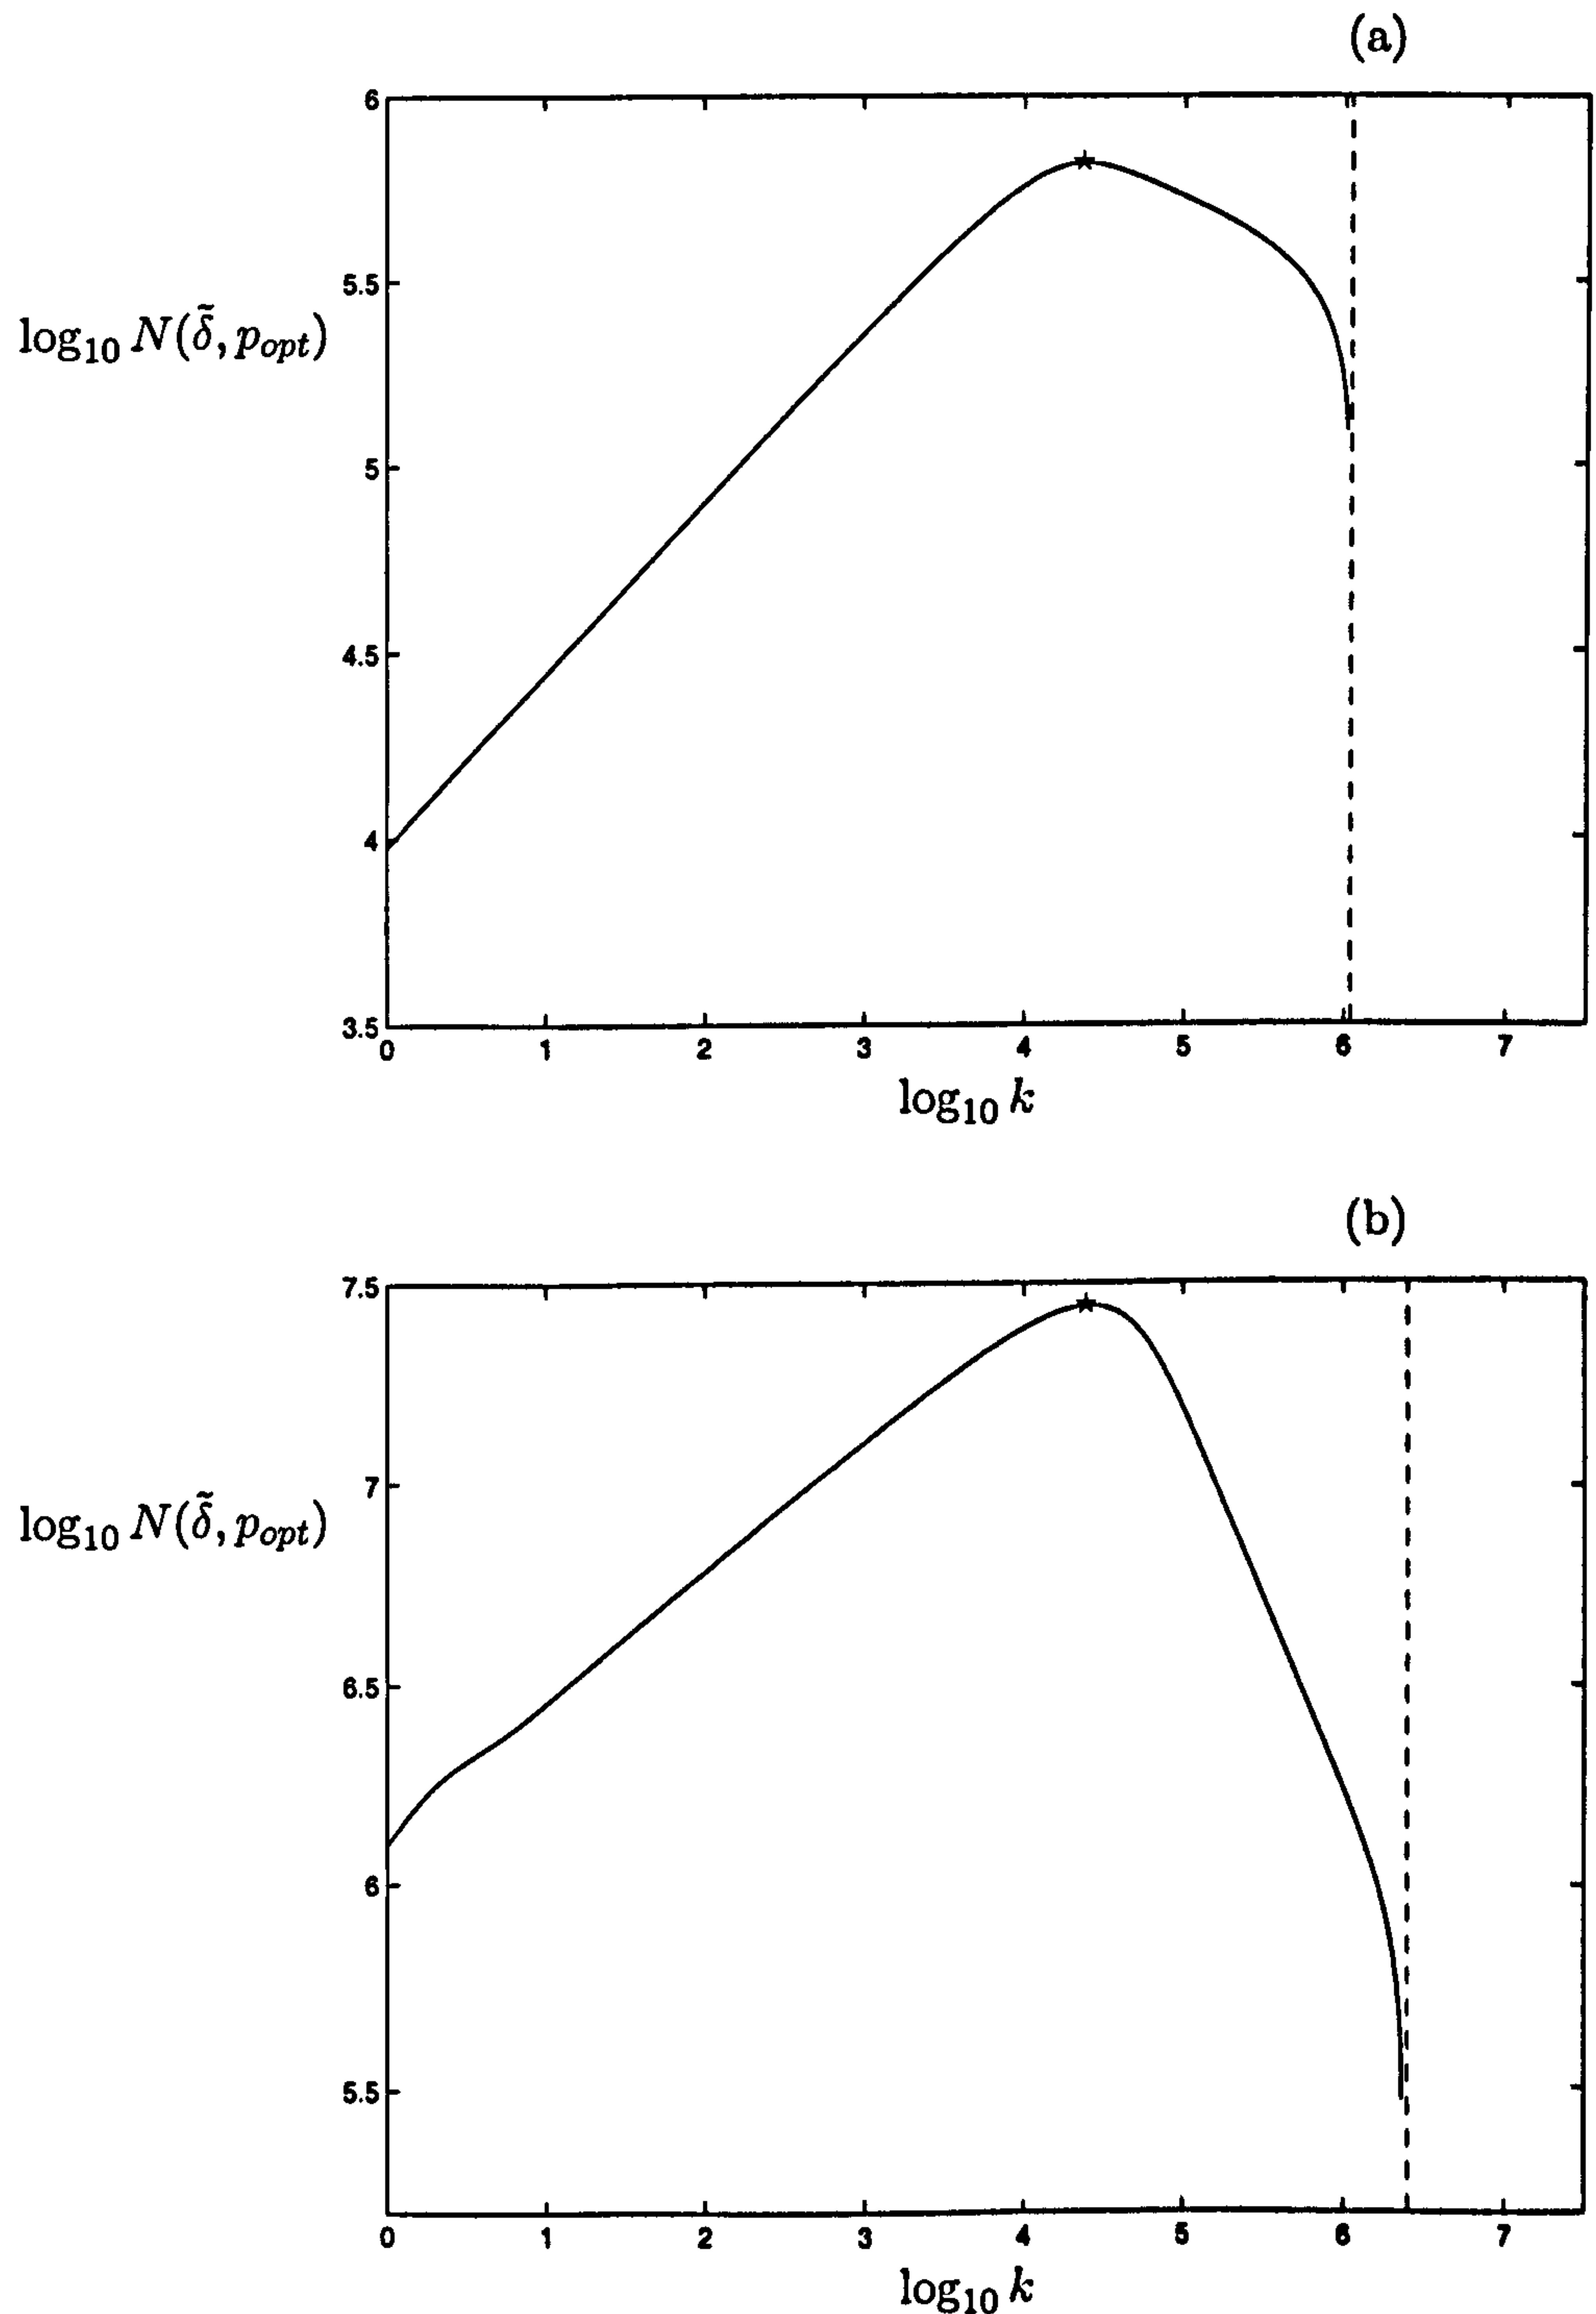 (a)
6
5.5
log₁₀ N(δ̃, p_opt)
5
4.5
4
3.5
0 1 2 3 4 5 6 7
log₁₀ k
(b)
7.5
7
log₁₀ N(δ̃, p_opt)
6.5
6
5.5
0 1 2 3 4 5 6 7
log₁₀ k